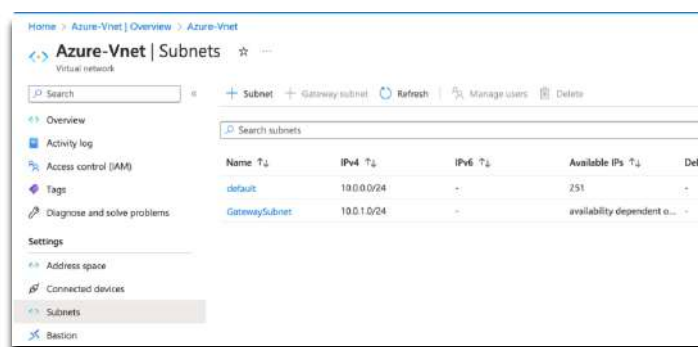 Home > Azure-Vnet | Overview > Azure-Vnet
Azure-Vnet | Subnets
Virtual network
Search
Overview
Activity log
Access control (IAM)
Tags
Diagnose and solve problems
Settings
Address space
Connected devices
Subnets
Bastion
+ Subnet + Gateway subnet Refresh Manage users Delete
Search subnets
Name IPv4 IPv6 Available IPs Del
default 10.0.0.0/24 - 251 -
GatewaySubnet 10.0.1.0/24 - availability dependent o... -